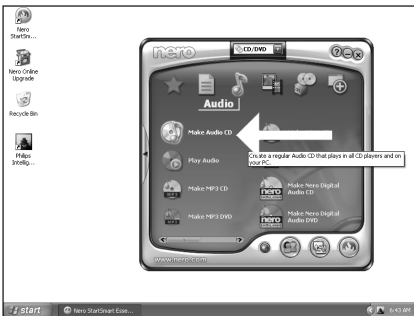 Nero
StartSm...
Nero Online
Upgrade
Recycle Bin
Philips
Intellig...
nero
CD/DVD
Audio
Make Audio CD
Create a regular Audio CD that plays in all CD players and on
your PC.
Play Audio
Make MP3 CD
Make Nero Digital
Audio CD
Make MP3 DVD
Make Nero Digital
Audio DVD
www.nero.com
start
Nero StartSmart Esse...
6:43 AM